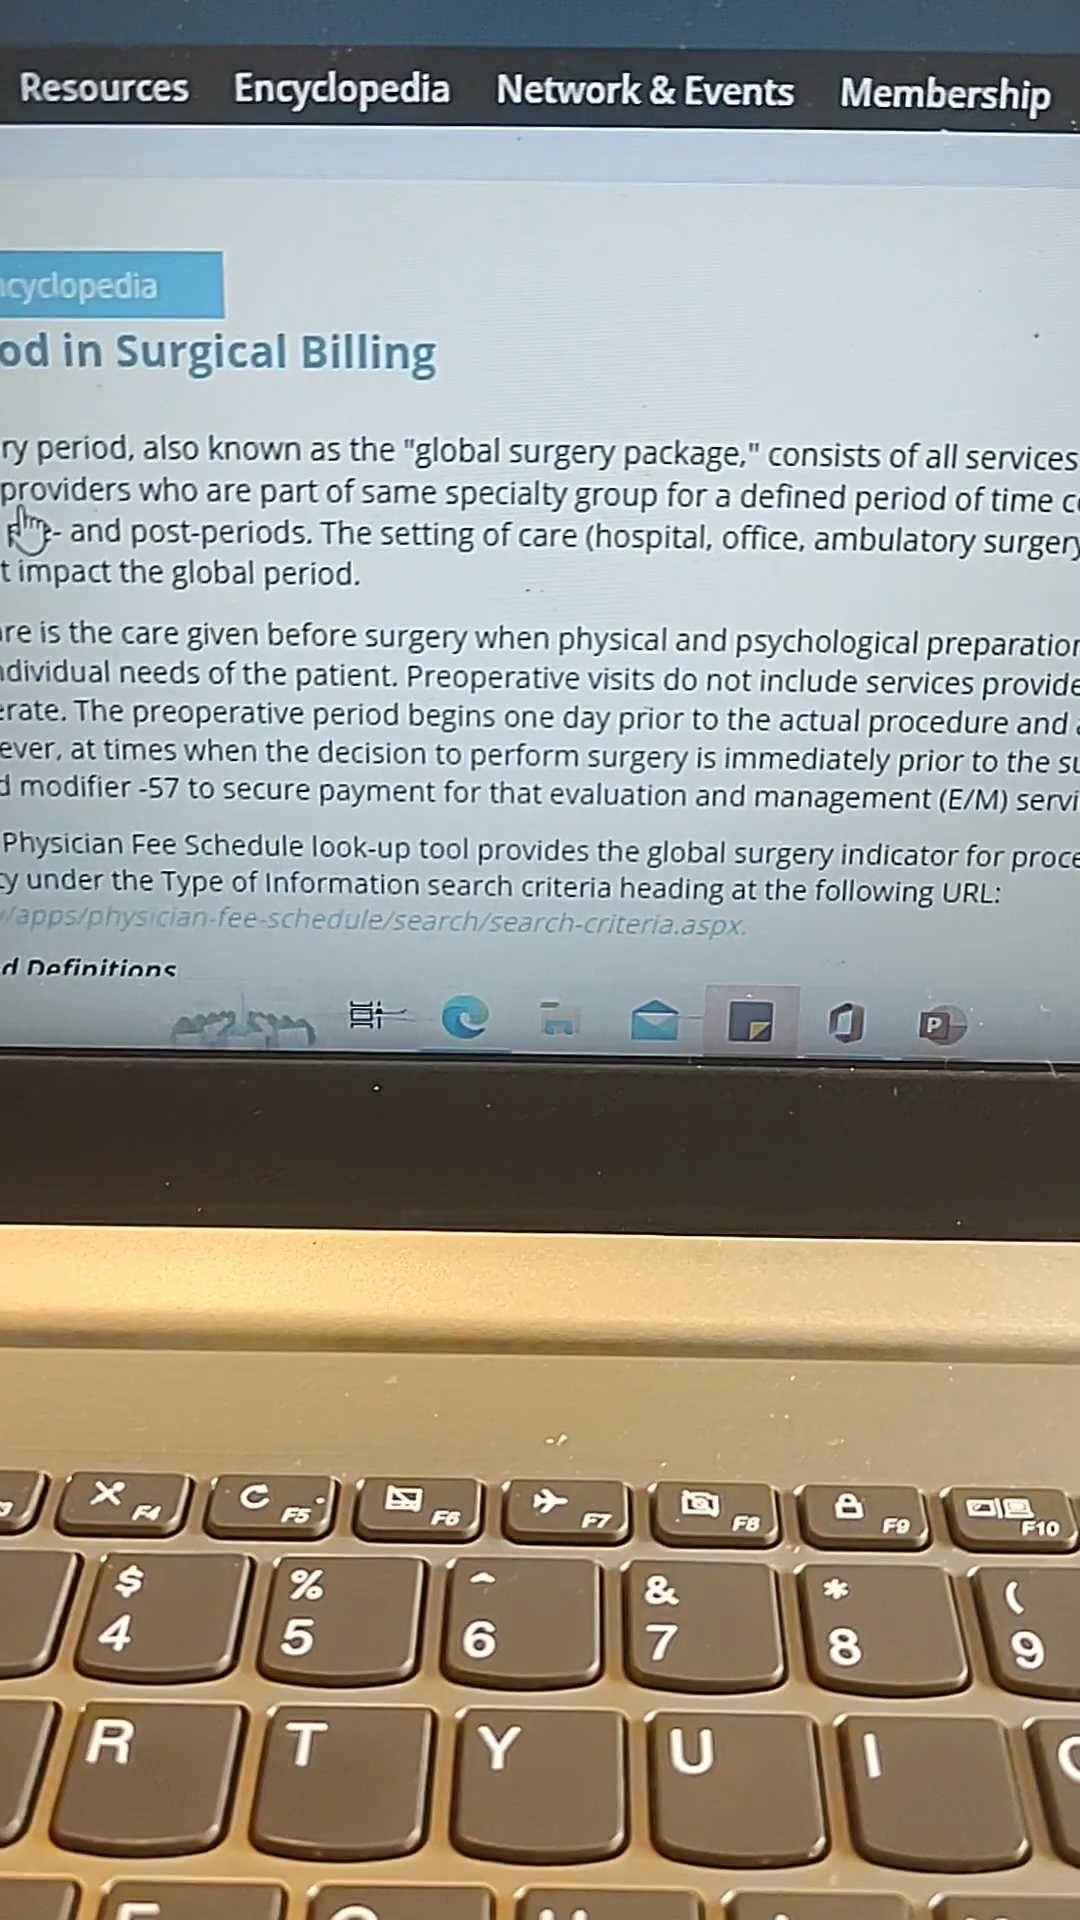 Resources Encyclopedia Network & Events Membership
cyclopedia
od in Surgical Billing
ry period, also known as the "global surgery package," consists of all services
providers who are part of same specialty group for a defined period of time c
- and post-periods. The setting of care (hospital, office, ambulatory surgery
t impact the global period.
re is the care given before surgery when physical and psychological preparation
dividual needs of the patient. Preoperative visits do not include services provide
erate. The preoperative period begins one day prior to the actual procedure and
ever, at times when the decision to perform surgery is immediately prior to the su
d modifier -57 to secure payment for that evaluation and management (E/M) servi
Physician Fee Schedule look-up tool provides the global surgery indicator for proce
y under the Type of Information search criteria heading at the following URL:
/apps/physician-fee-schedule/search/search-criteria.aspx.
d Definitions
P
F4 F5 F6 F7 F8 F9 F10
$ % ^ & * (
4 5 6 7 8 9
R T Y U I